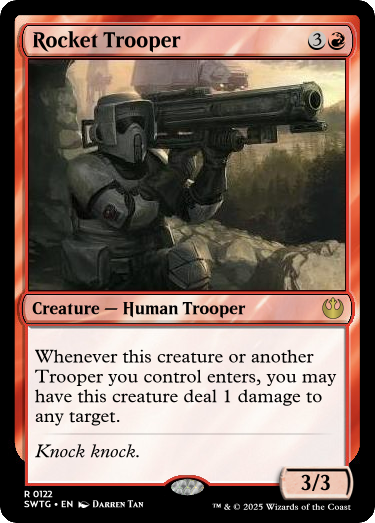 Rocket Trooper 3
Creature — Human Trooper
Whenever this creature or another
Trooper you control enters, you may
have this creature deal 1 damage to
any target.
Knock knock.
3/3
R 0122
SWTG • EN Darren Tan
™ & © 2025 Wizards of the Coast